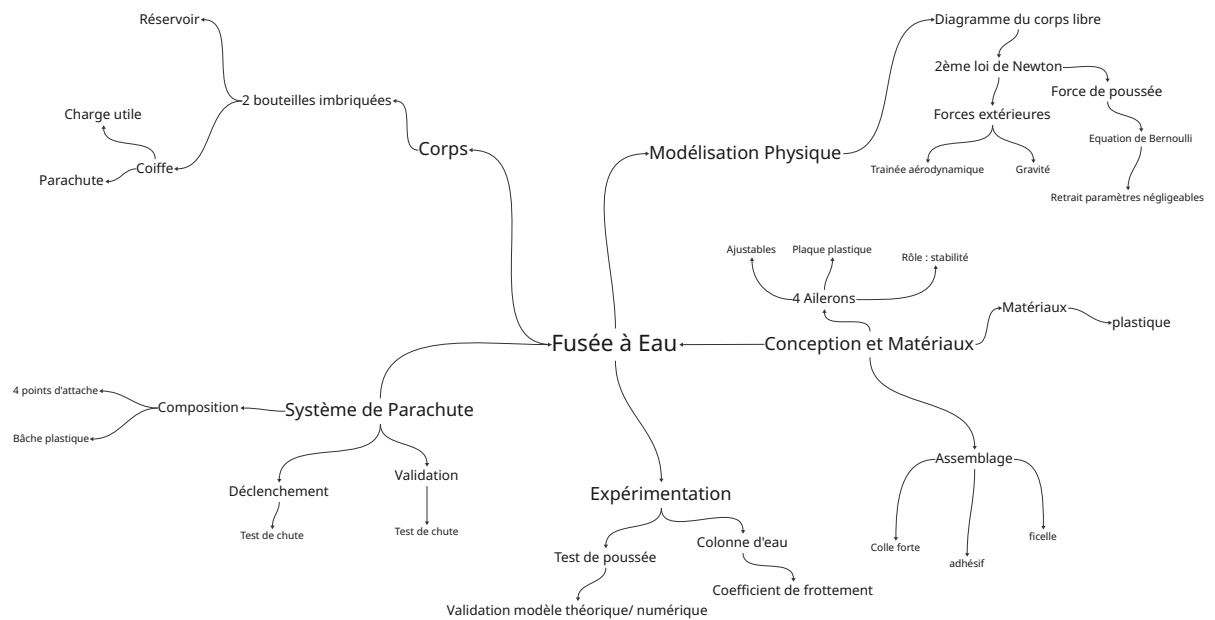 Réservoir
Diagramme du corps libre
2ème loi de Newton
Force de poussée
2 bouteilles imbriquées
Charge utile
Forces extérieures
Equation de Bernoulli
Corps
Modélisation Physique
Coiffe
Parachute
Trainée aérodynamique
Gravité
Retrait paramètres négligeables
Ajustables
Plaque plastique
Rôle : stabilité
4 Ailerons
Matériaux
plastique
Fusée à Eau
Conception et Matériaux
4 points d'attache
Composition
Système de Parachute
Bâche plastique
Assemblage
Validation
Déclenchement
Expérimentation
Test de chute
Test de chute
Colonne d'eau
Test de poussée
Colle forte
adhésif
ficelle
Coefficient de frottement
Validation modèle théorique/ numérique